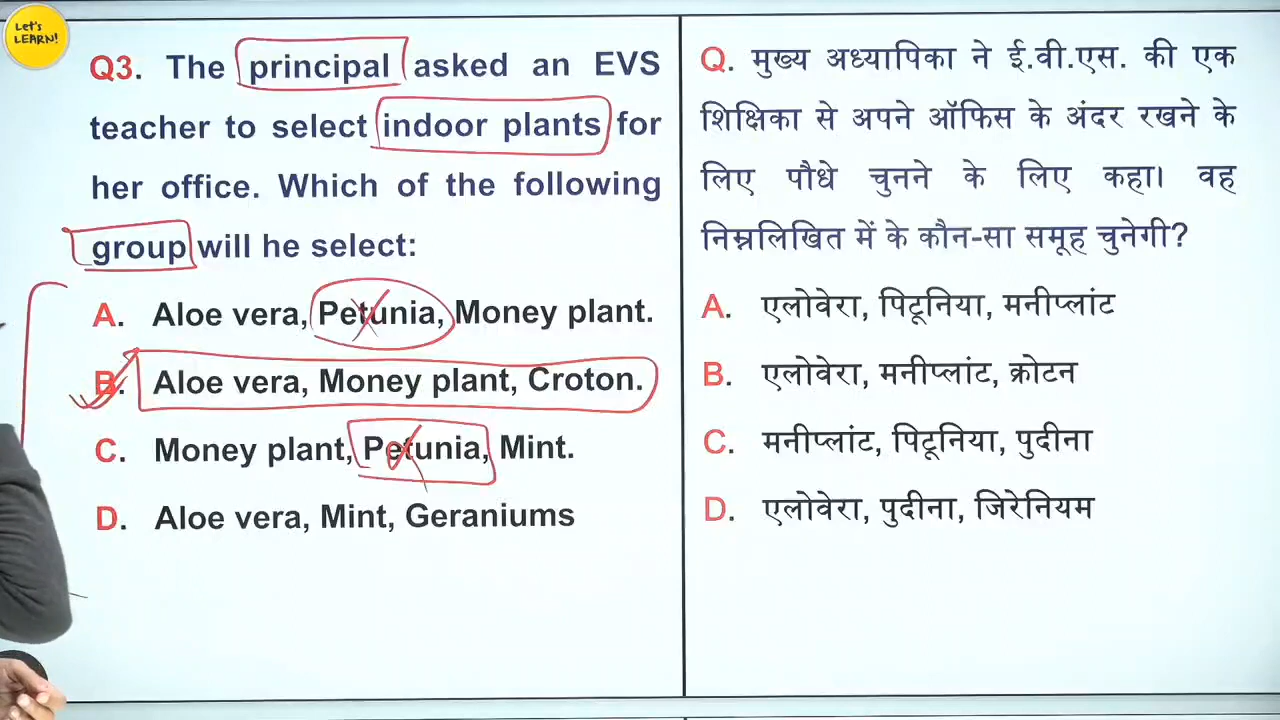 Let's
LEARN!
Q3. The principal asked an EVS
teacher to select indoor plants for
her office. Which of the following
group will he select:
A. Aloe vera, Petunia, Money plant.
B. Aloe vera, Money plant, Croton.
C. Money plant, Petunia, Mint.
D. Aloe vera, Mint, Geraniums
Q. मुख्य अध्यापिका ने ई.वी.एस. की एक
शिक्षिका से अपने ऑफिस के अंदर रखने के
लिए पौधे चुनने के लिए कहा। वह
निम्नलिखित में के कौन-सा समूह चुनेगी?
A. एलोवेरा, पिटूनिया, मनीप्लांट
B. एलोवेरा, मनीप्लांट, क्रोटन
C. मनीप्लांट, पिटूनिया, पुदीना
D. एलोवेरा, पुदीना, जिरेनियम